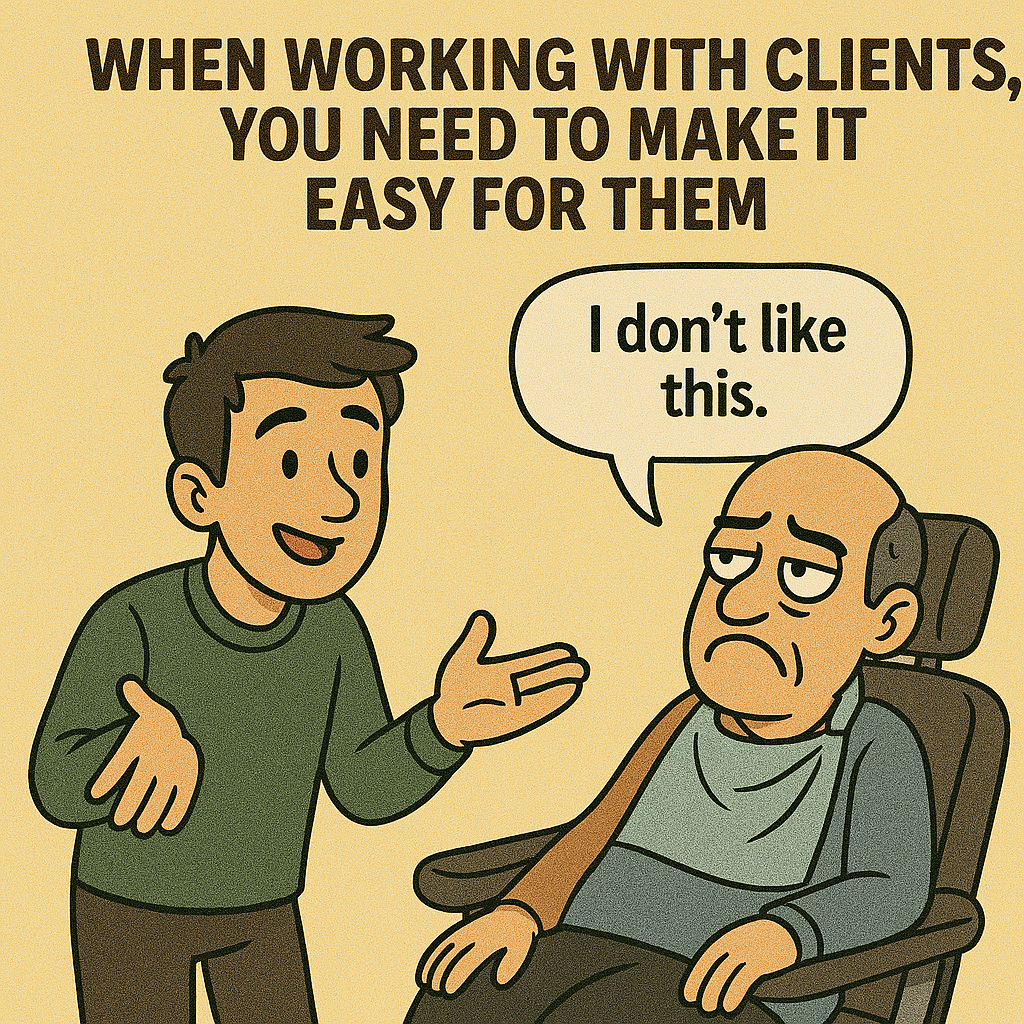 WHEN WORKING WITH CLIENTS,
YOU NEED TO MAKE IT
EASY FOR THEM
I don't like
this.